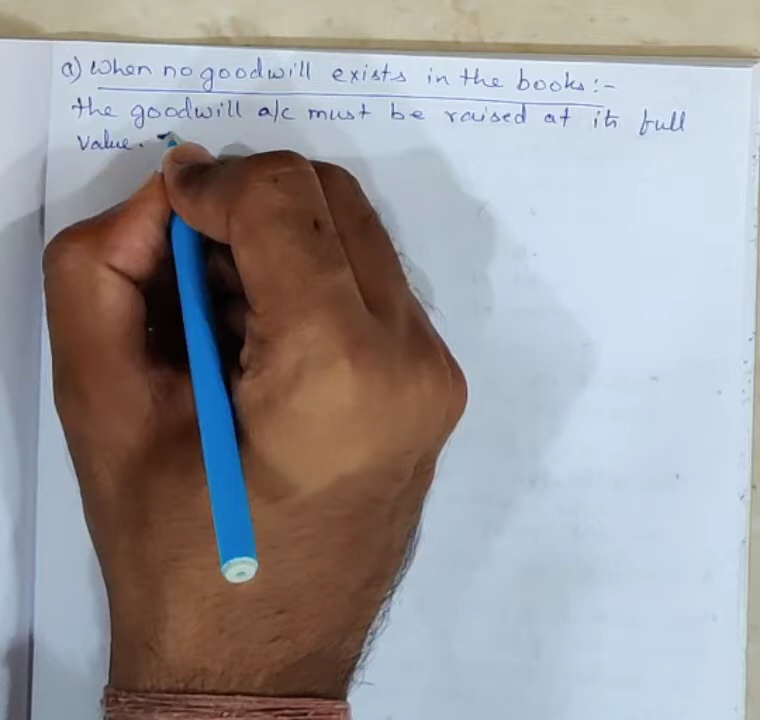 a) When no goodwill exists in the books:-
the goodwill a/c must be raised at its full
value.